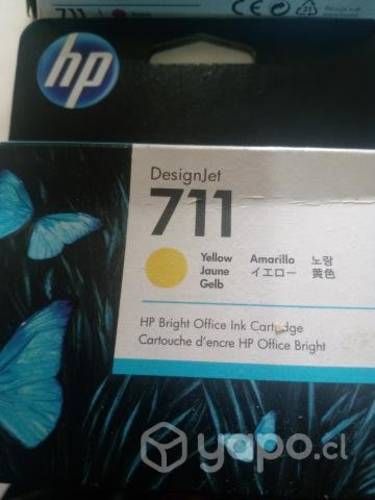 711
hp
DesignJet
711
Yellow Amarillo 노랑
Jaune イエロー 黄色
Gelb
HP Bright Office Ink Cartridge
Cartouche d'encre HP Office Bright
yapo.cl